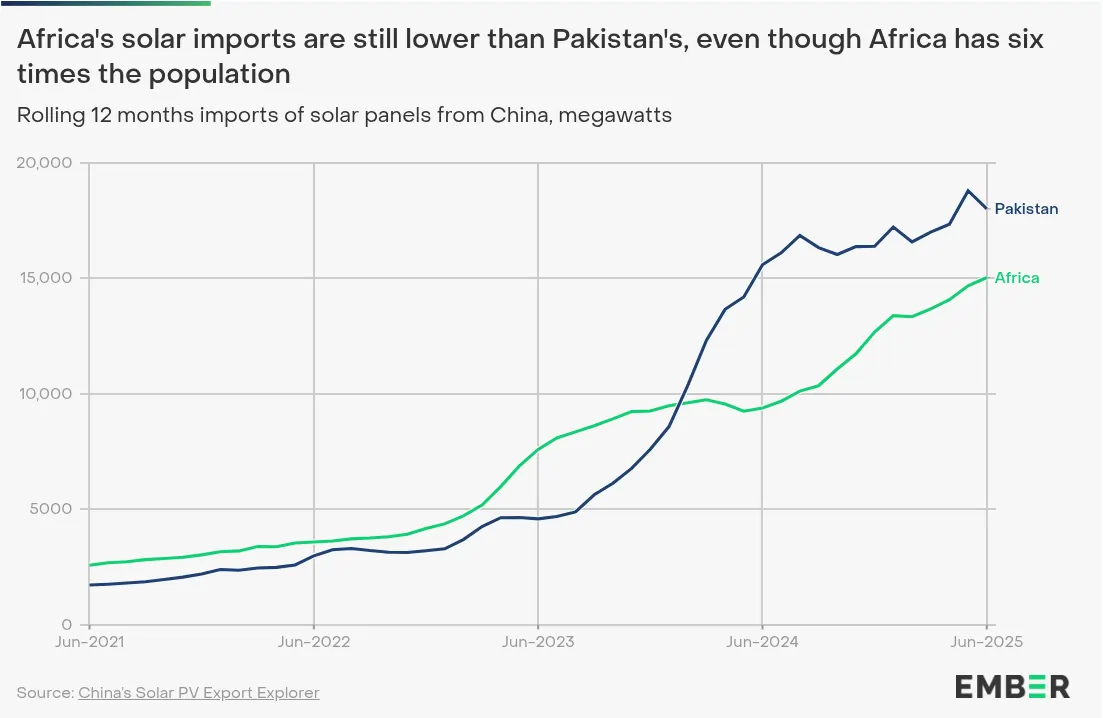 Africa's solar imports are still lower than Pakistan's, even though Africa has six
times the population
Rolling 12 months imports of solar panels from China, megawatts
20,000
15,000
10,000
5000
0
Pakistan
Africa
Jun-2021
Jun-2022
Jun-2023
Jun-2024
Jun-2025
Source: China's Solar PV Export Explorer
EMBER